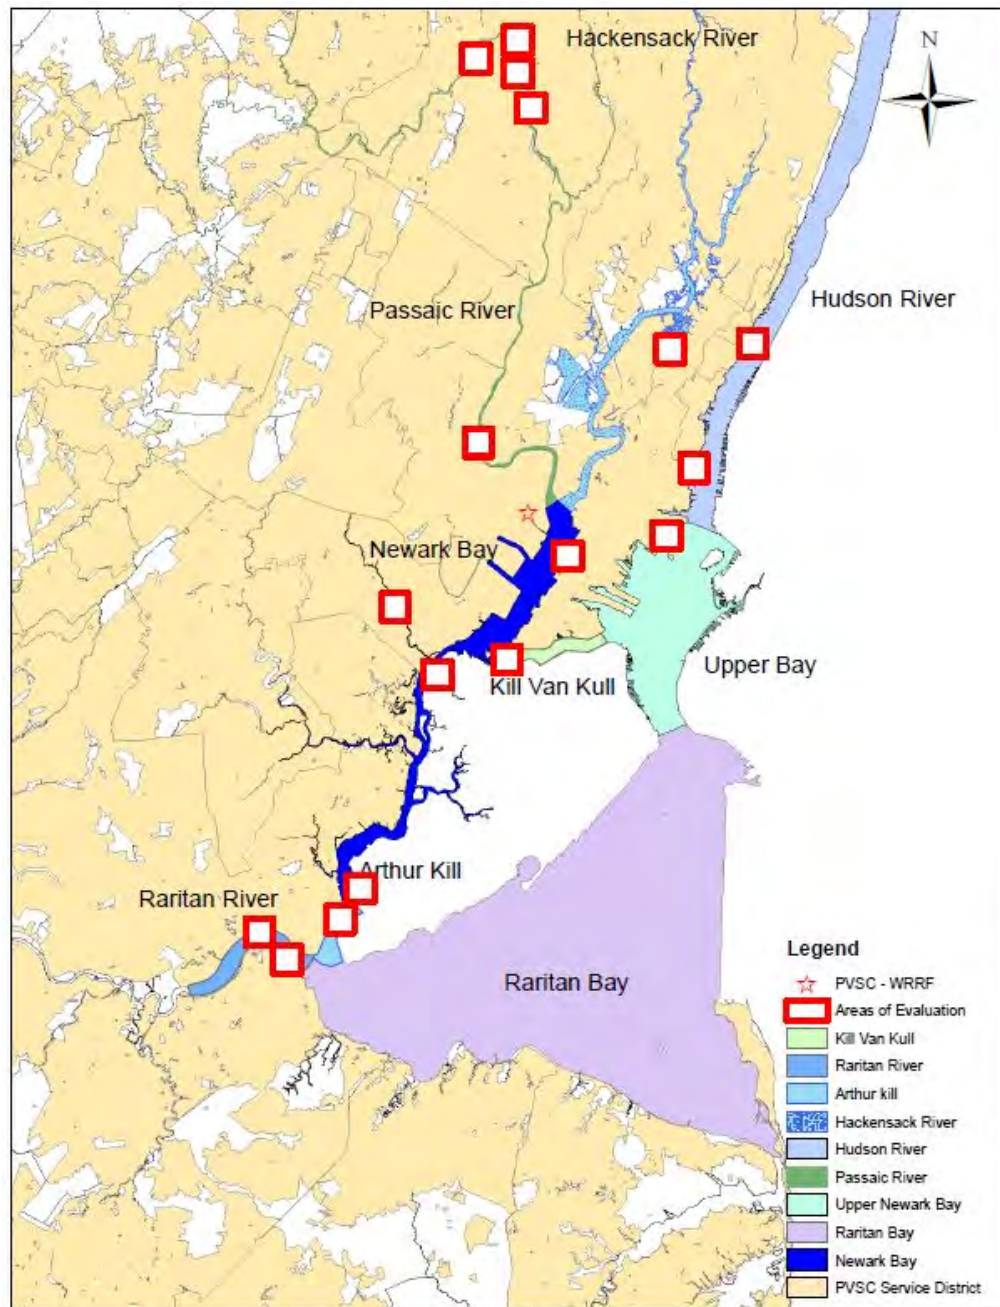 Hackensack River
N
Hudson River
Passaic River
Newark Bay
Upper Bay
Kill Van Kull
Arthur Kill
Raritan River
Raritan Bay
Legend
PVSC - WRRF
Areas of Evaluation
Kill Van Kull
Raritan River
Arthur kill
Hackensack River
Hudson River
Passaic River
Upper Newark Bay
Raritan Bay
Newark Bay
PVSC Service District